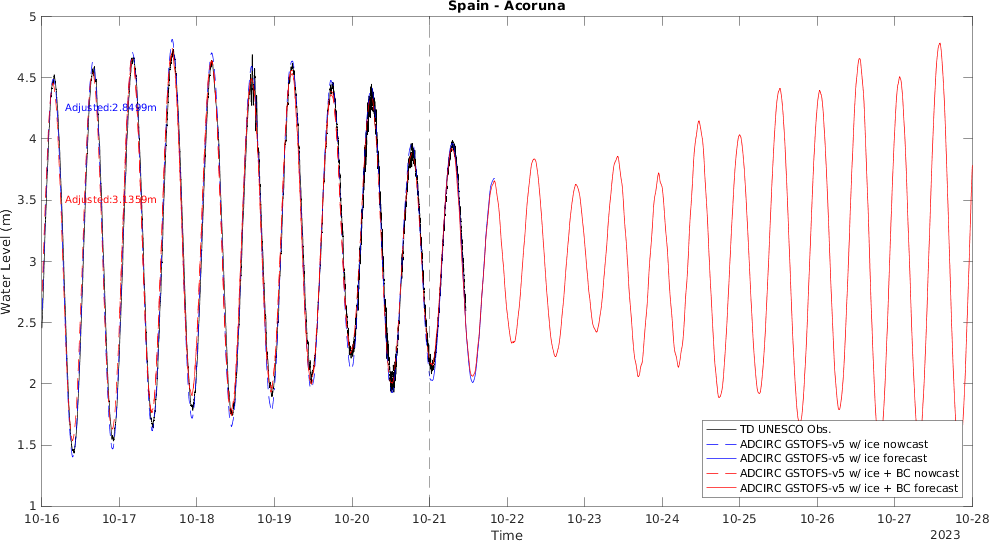 Spain - Acoruna
5
4.5
4
3.5
3
2.5
2
1.5
1
Water Level (m)
Adjusted:2.8499m
Adjusted:3.1359m
TD UNESCO Obs.
ADCIRC GSTOFS-v5 w/ ice nowcast
ADCIRC GSTOFS-v5 w/ ice forecast
ADCIRC GSTOFS-v5 w/ ice + BC nowcast
ADCIRC GSTOFS-v5 w/ ice + BC forecast
10-16 10-17 10-18 10-19 10-20 10-21 10-22 10-23 10-24 10-25 10-26 10-27 10-28
Time
2023